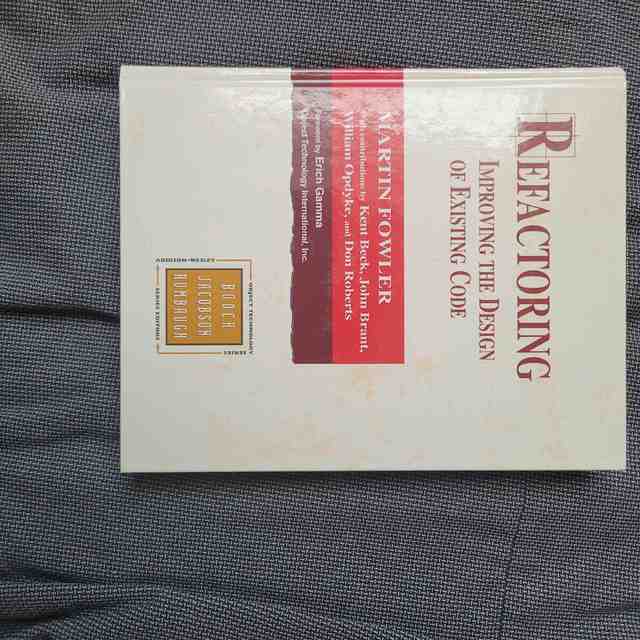 REFACTORING
IMPROVING THE DESIGN
OF EXISTING CODE
MARTIN FOWLER
with contributions by Kent Beck, John Brant,
William Opdyke, and Don Roberts
Foreword by Erich Gamma
Object Technology International, Inc.
OBJECT TECHNOLOGY
SERIES
BOOCH
JACOBSON
RUMBAUGH
ADDISON-WESLEY
SERIES EDITORS